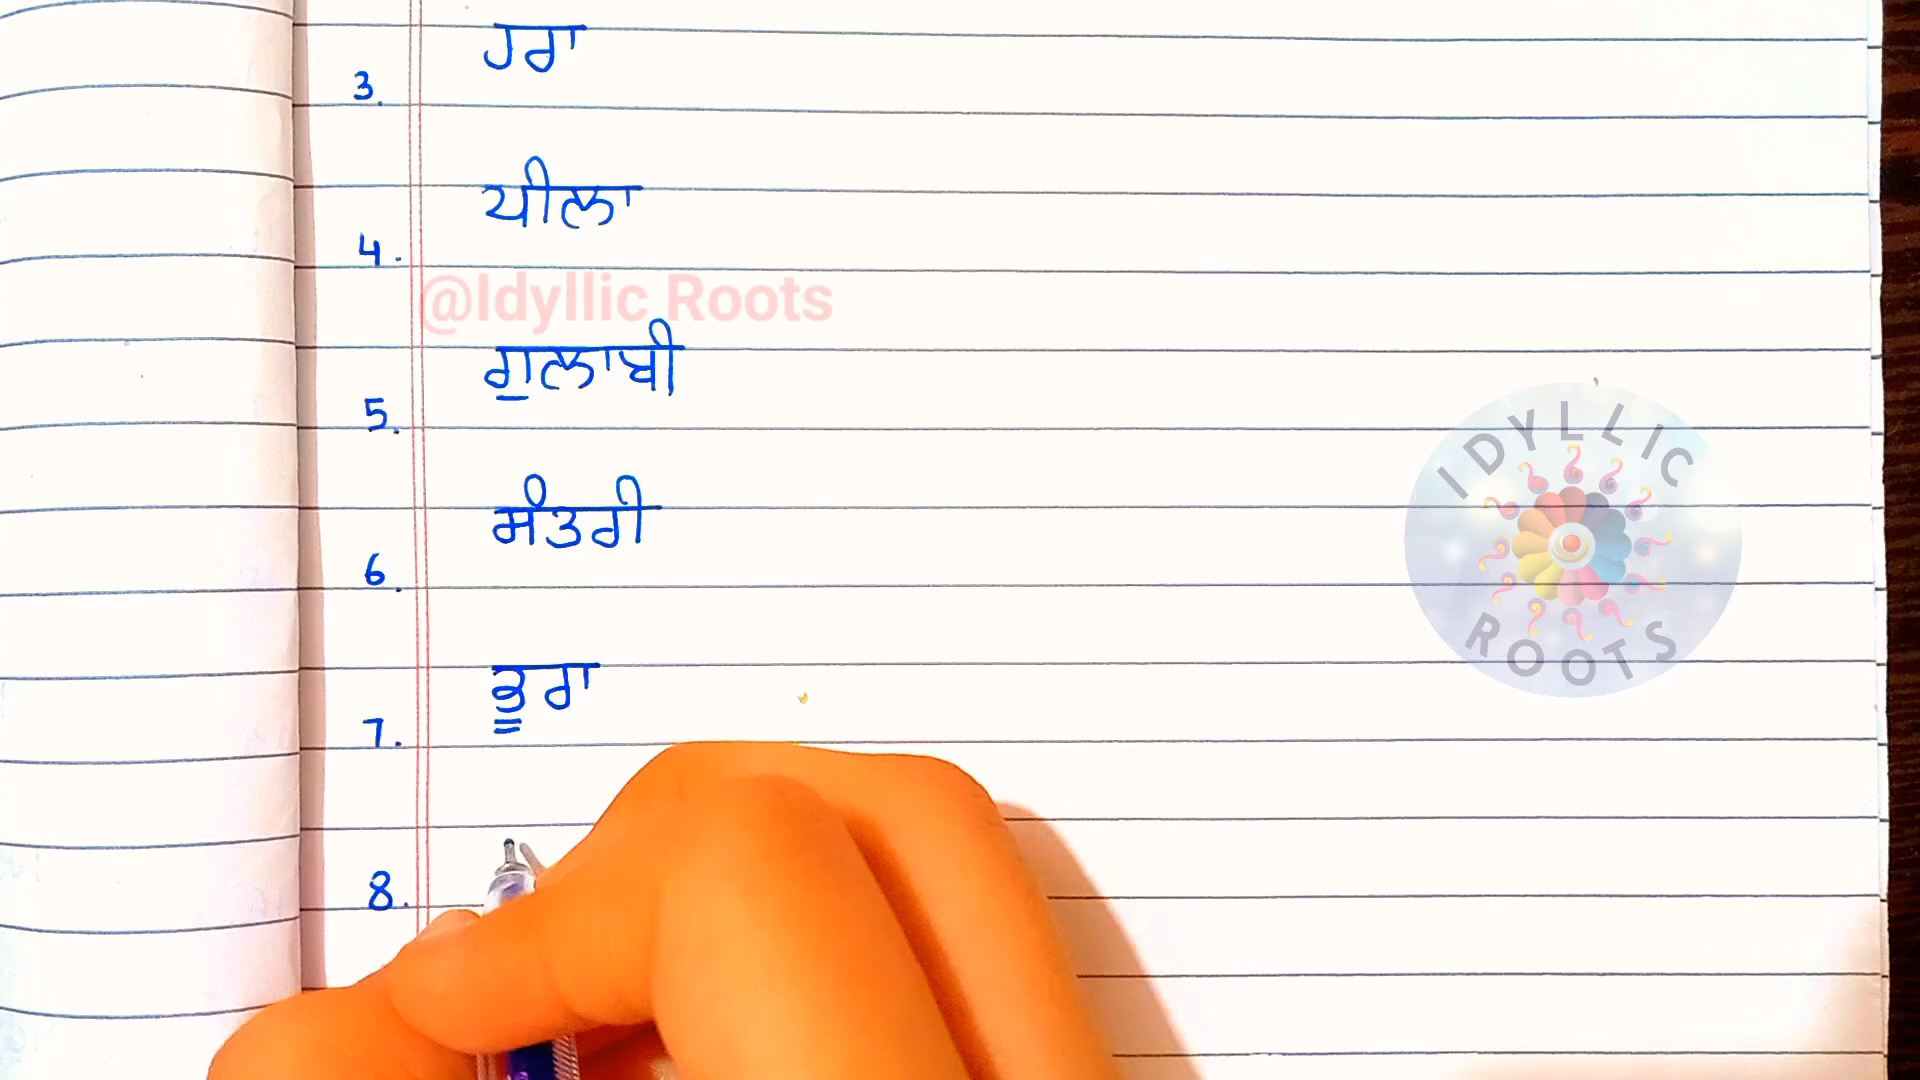 ਹਰਾ
3.
ਪੀਲਾ
4.
@Idyllic Roots
ਗੁਲਾਬੀ
5.
ਸੰਤਰੀ
6.
ਭੂਰਾ
7.
8.
IDYLLIC
ROOTS